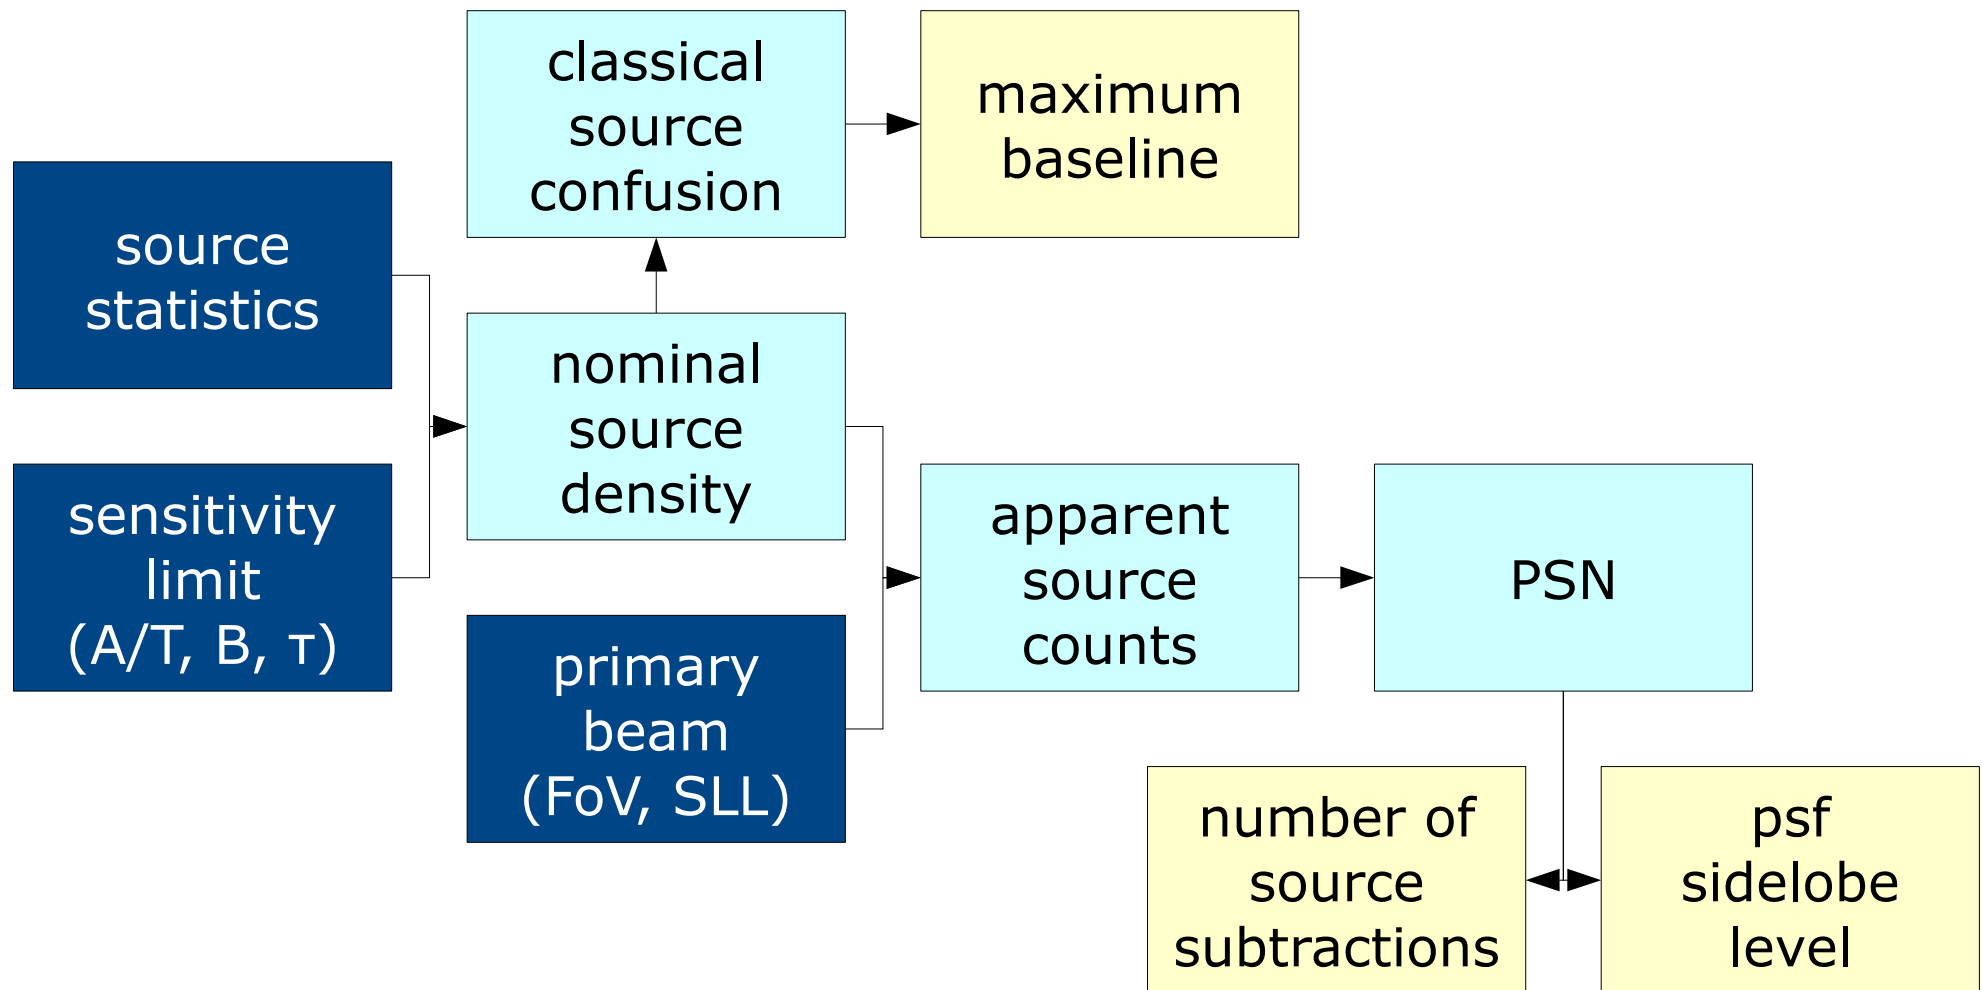 classical
source
confusion
maximum
baseline
source
statistics
nominal
source
density
sensitivity
limit
(A/T, B, τ)
primary
beam
(FoV, SLL)
apparent
source
counts
PSN
number of
source
subtractions
psf
sidelobe
level